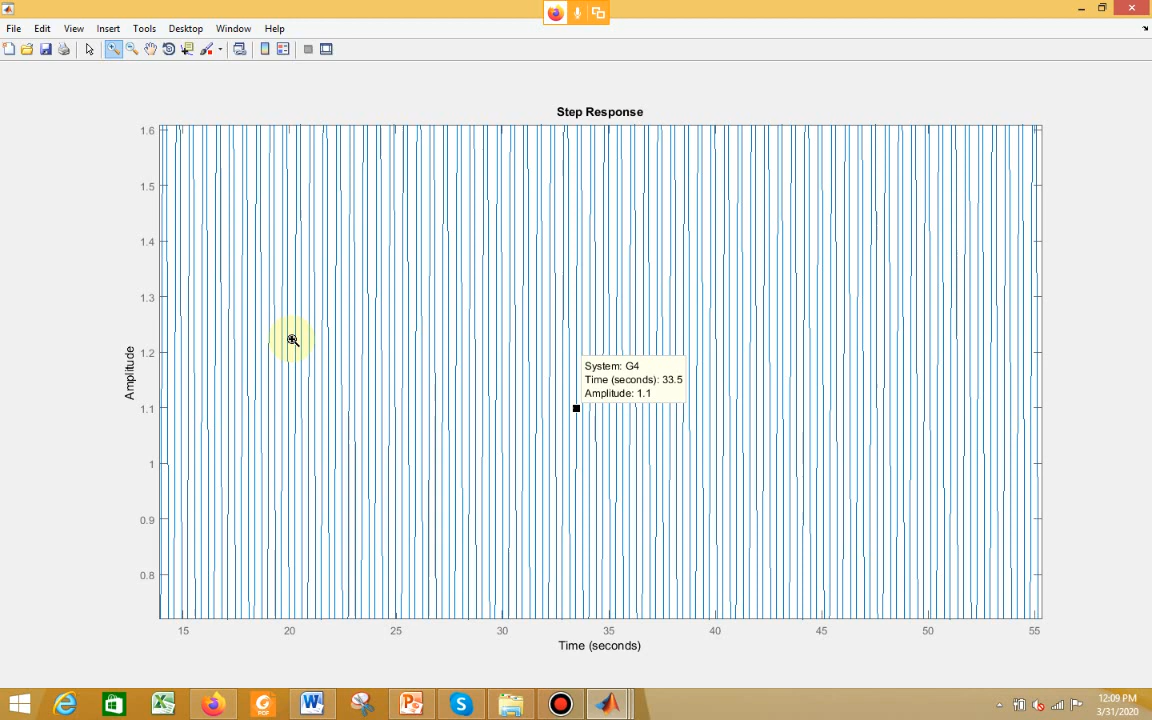 File Edit View Insert Tools Desktop Window Help
Step Response
1.6
1.5
1.4
1.3
1.2
1.1
1
0.9
0.8
Amplitude
System: G4
Time (seconds): 33.5
Amplitude: 1.1
15 20 25 30 35 40 45 50 55
Time (seconds)
12:09 PM
3/31/2020